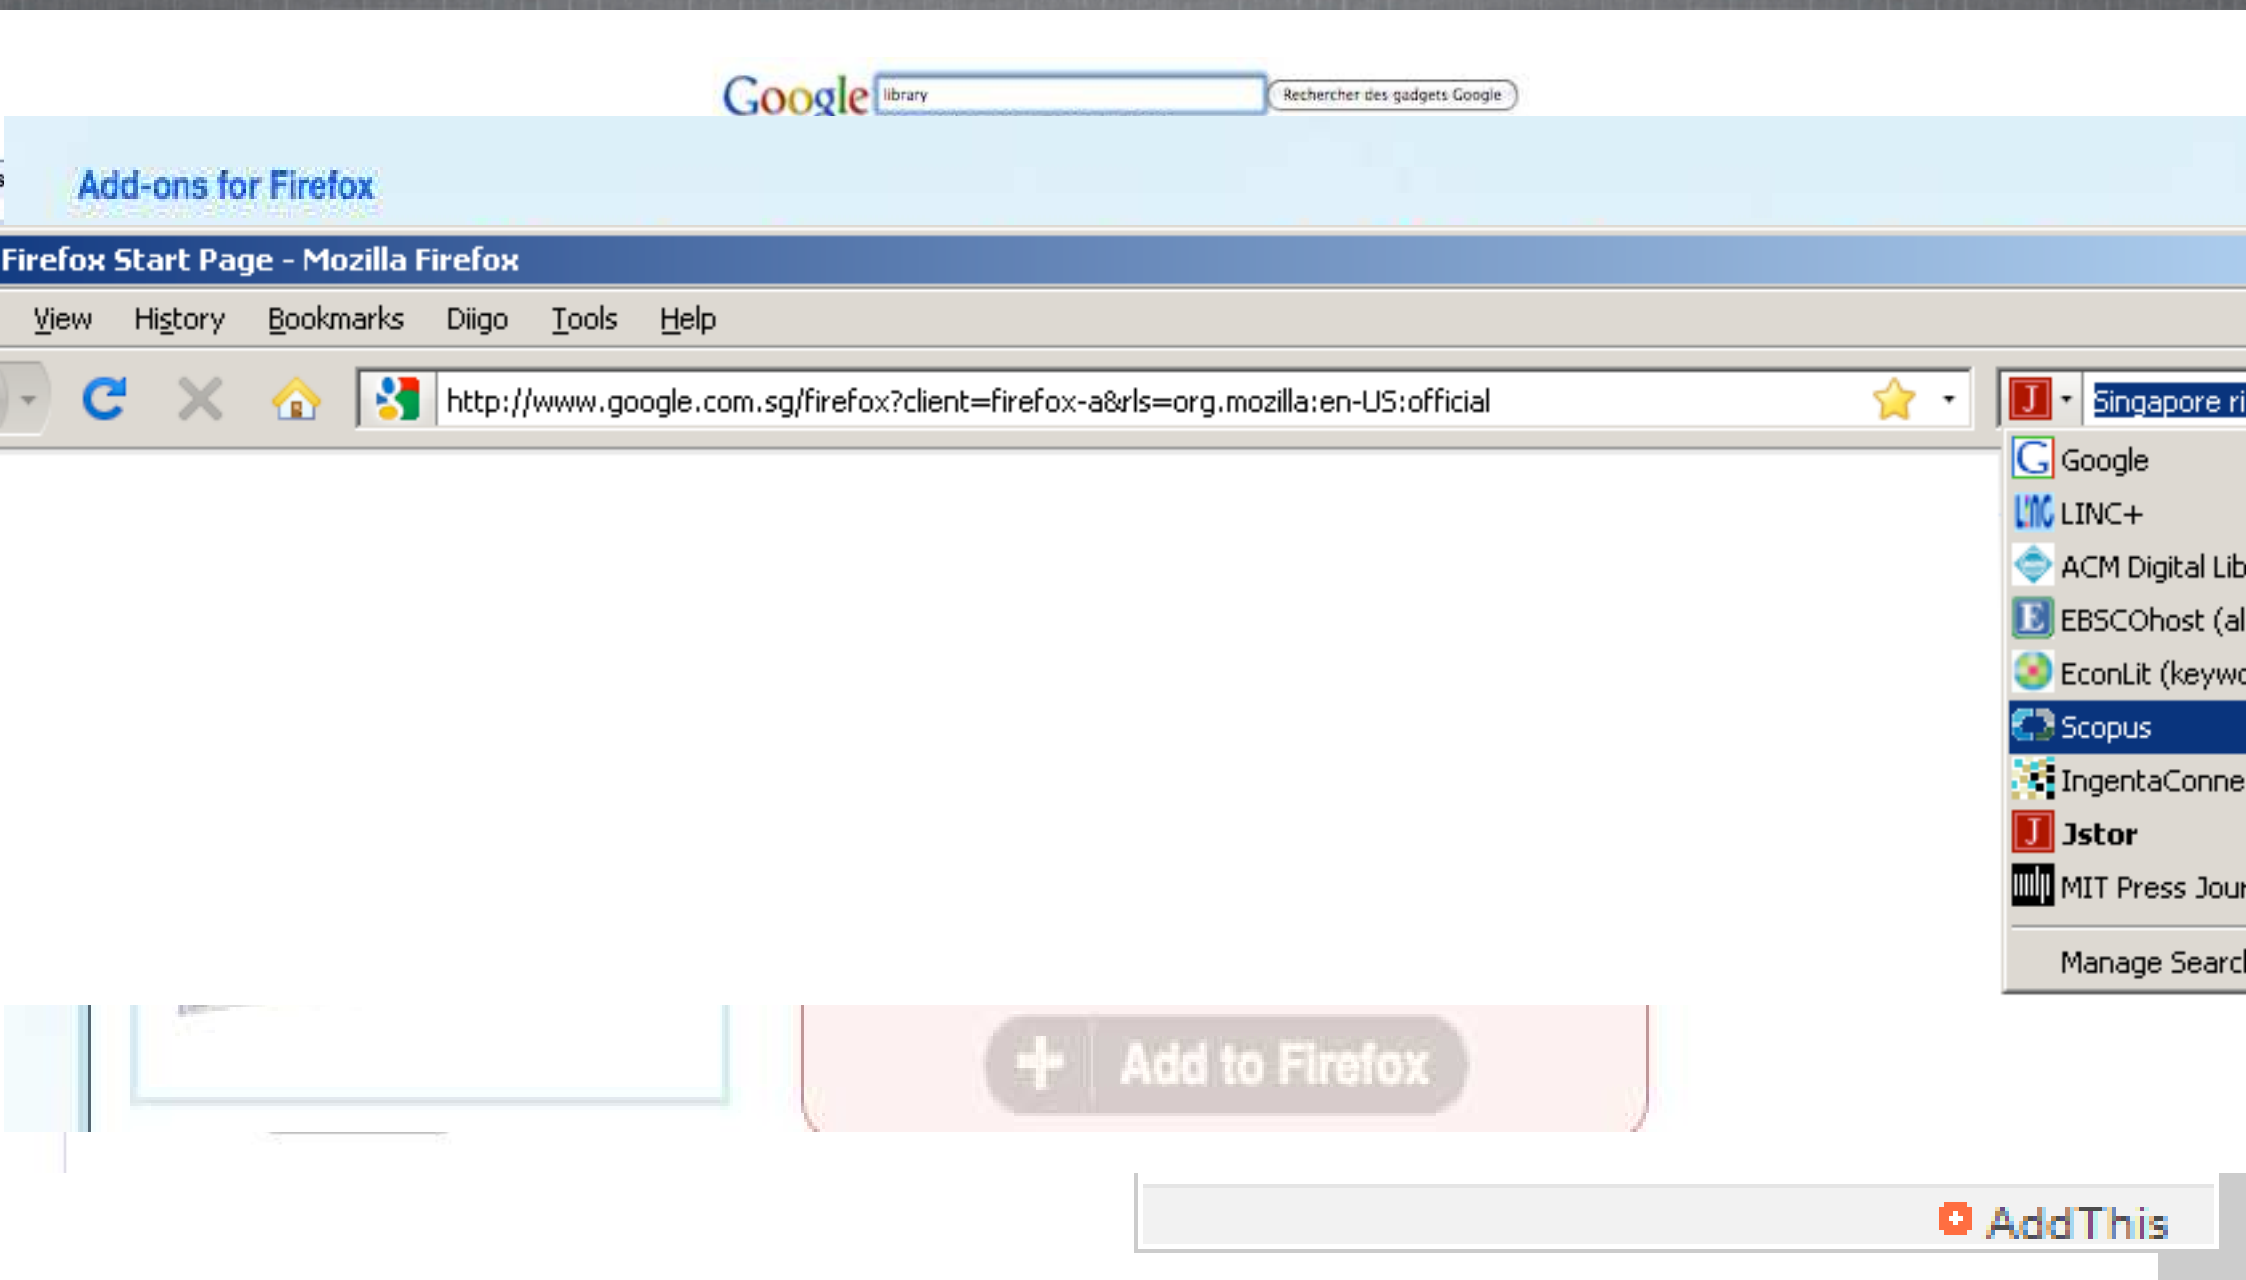 Google library Rechercher des gadgets Google
Add-ons for Firefox
Firefox Start Page - Mozilla Firefox
View History Bookmarks Diigo Tools Help
http://www.google.com.sg/firefox?client=firefox-a&rls=org.mozilla:en-US:official J Singapore ri
G Google
LINC LINC+
ACM Digital Lib
E EBSCOhost (al
EconLit (keywo
Scopus
IngentaConne
J Jstor
MIT Press Jour
Manage Search
+ Add to Firefox
AddThis